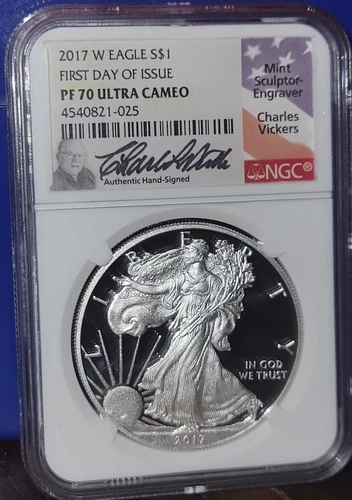 2017 W EAGLE S$1
FIRST DAY OF ISSUE
PF 70 ULTRA CAMEO
4540821-025
Authentic Hand-Signed
Mint
Sculptor-
Engraver
Charles
Vickers
NGC®
LIBERTY
IN GOD
WE TRUST
2017